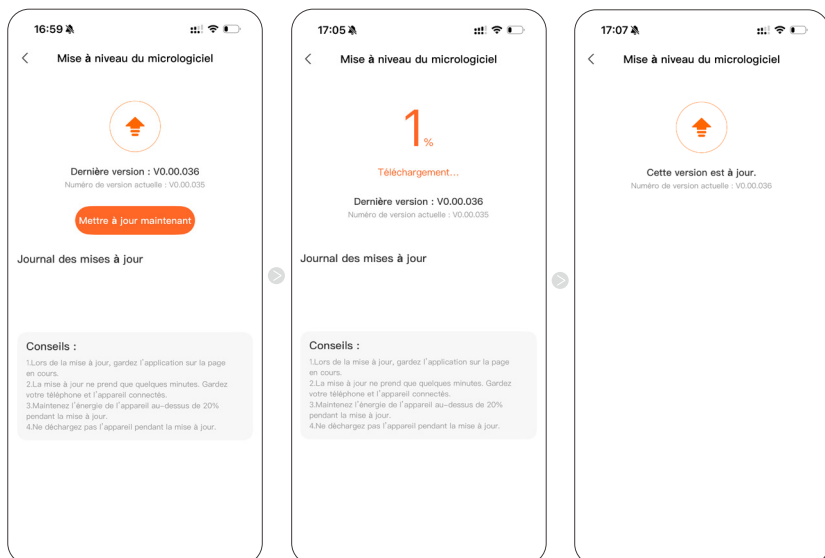 16:59
Mise à niveau du micrologiciel
Dernière version : V0.00.036
Numéro de version actuelle : V0.00.035
Mettre à jour maintenant
Journal des mises à jour
Conseils :
1.Lors de la mise à jour, gardez l'application sur la page
en cours.
2.La mise à jour ne prend que quelques minutes. Gardez
votre téléphone et l'appareil connectés.
3.Maintenez l'énergie de l'appareil au-dessus de 20%
pendant la mise à jour.
4.Ne déchargez pas l'appareil pendant la mise à jour.
17:05
Mise à niveau du micrologiciel
1%
Téléchargement...
Dernière version : V0.00.036
Numéro de version actuelle : V0.00.035
Journal des mises à jour
Conseils :
1.Lors de la mise à jour, gardez l'application sur la page
en cours.
2.La mise à jour ne prend que quelques minutes. Gardez
votre téléphone et l'appareil connectés.
3.Maintenez l'énergie de l'appareil au-dessus de 20%
pendant la mise à jour.
4.Ne déchargez pas l'appareil pendant la mise à jour.
17:07
Mise à niveau du micrologiciel
Cette version est à jour.
Numéro de version actuelle : V0.00.036